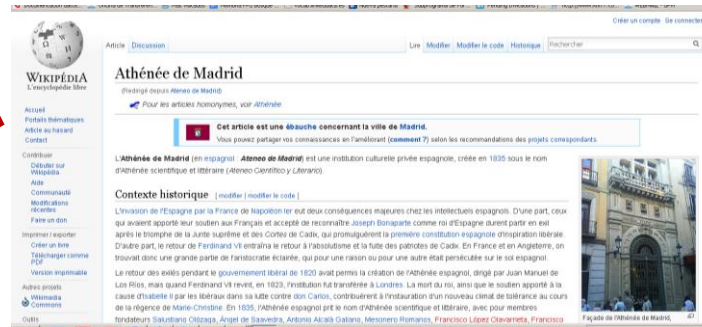 Créer un compte Se connecter
Article Discussion
Lire Modifier Modifier le code Historique Rechercher
WIKIPÉDIA
L'encyclopédie libre
Accueil
Portails thématiques
Article au hasard
Contact
Contribuer
Débuter sur
Wikipédia
Aide
Communauté
Modifications
récentes
Faire un don
Imprimer / exporter
Créer un livre
Télécharger comme
PDF
Version imprimable
Autres projets
Wikimedia
Commons
Outils
Athénée de Madrid
(Redirigé depuis Ateneo de Madrid)
Pour les articles homonymes, voir Athénée.
Cet article est une ébauche concernant la ville de Madrid.
Vous pouvez partager vos connaissances en l'améliorant (comment ?) selon les recommandations des projets correspondants.
L'Athénée de Madrid (en espagnol : Ateneo de Madrid) est une institution culturelle privée espagnole, créée en 1835 sous le nom
d'Athénée scientifique et littéraire (Ateneo Científico y Literario).
Contexte historique [ modifier | modifier le code ]
L'invasion de l'Espagne par la France de Napoléon Ier eut deux conséquences majeures chez les intellectuels espagnols. D'une part, ceux
qui avaient apporté leur soutien aux Français et accepté de reconnaître Joseph Bonaparte comme roi d'Espagne durent partir en exil
après le triomphe de la Junte suprême et des Cortes de Cadix, qui promulguèrent la première constitution espagnole d'inspiration libérale.
D'autre part, le retour de Ferdinand VII entraîna le retour à l'absolutisme et la fuite des patriotes de Cadix. En France et en Angleterre, on
trouvait donc une grande partie de l'aristocratie éclairée, qui pour une raison ou pour une autre était persécutée sur le sol espagnol.
Le retour des exilés pendant le gouvernement libéral de 1820 avait permis la création de l'Athénée espagnol, dirigé par Juan Manuel de
Los Ríos, mais quand Ferdinand VII revint, en 1823, l'institution fut transférée à Londres. La mort du roi, ainsi que le soutien apporté à la
cause d'Isabelle II par les libéraux dans sa lutte contre don Carlos, contribuèrent à l'instauration d'un nouveau climat de tolérance au cours
de la régence de Marie-Christine. En 1835, l'Athénée espagnol prit le nom d'Athénée scientifique et littéraire, avec pour membres
fondateurs Salustiano Olózaga, Ángel de Saavedra, Antonio Alcalá Galiano, Mesonero Romanos, Francisco López Olavarrieta, Francisco
Façade de l'Athénée de Madrid,